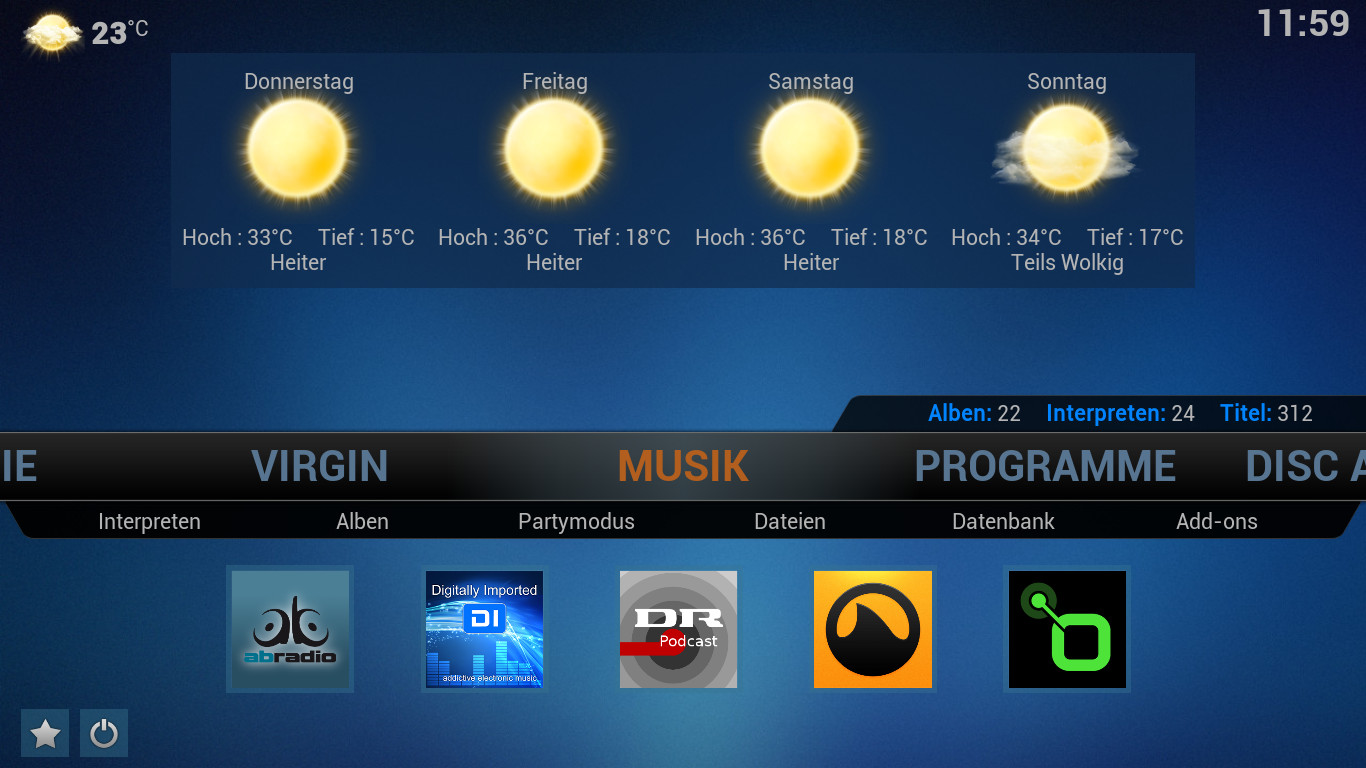 23°C
11:59
Donnerstag Freitag Samstag Sonntag
Hoch : 33°C Tief : 15°C Hoch : 36°C Tief : 18°C Hoch : 36°C Tief : 18°C Hoch : 34°C Tief : 17°C
Heiter Heiter Heiter Teils Wolkig
Alben: 22 Interpreten: 24 Titel: 312
IE VIRGIN MUSIK PROGRAMME DISC A
Interpreten Alben Partymodus Dateien Datenbank Add-ons
abradio
Digitally Imported
DI
addictive electronic music
DR
Podcast